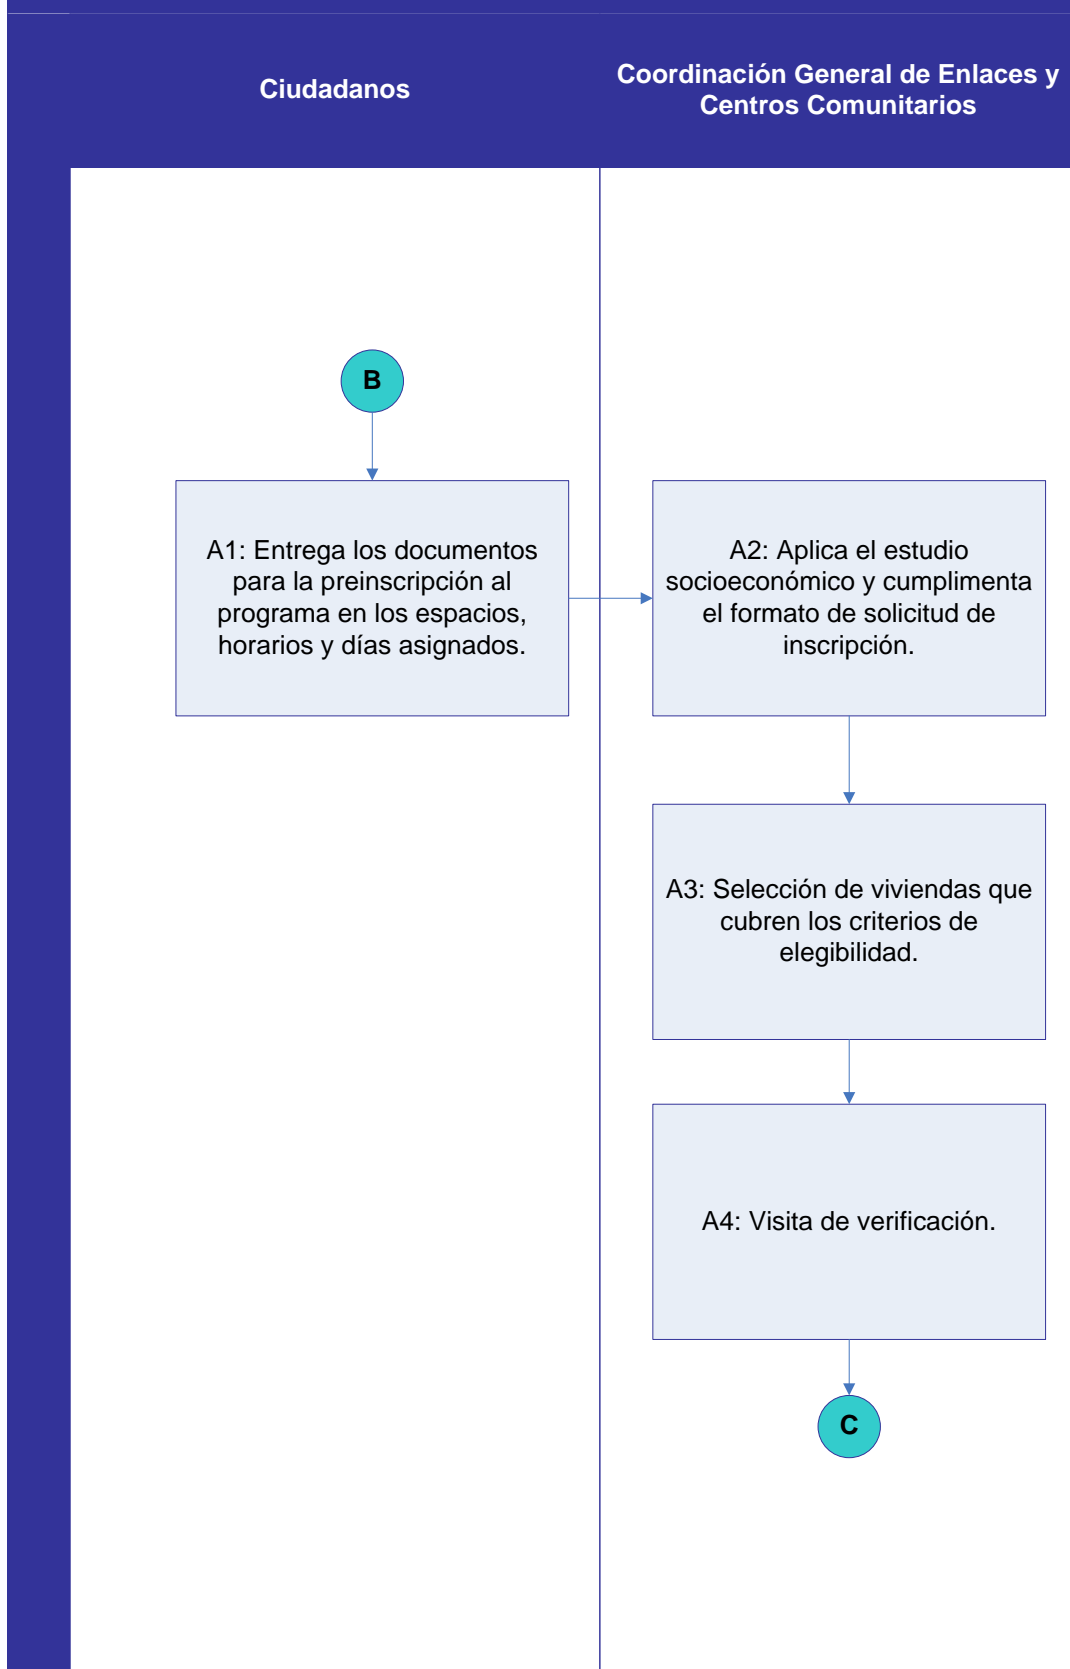 Ciudadanos
Coordinación General de Enlaces y
Centros Comunitarios
B
A1: Entrega los documentos
para la preinscripción al
programa en los espacios,
horarios y días asignados.
A2: Aplica el estudio
socioeconómico y cumplimenta
el formato de solicitud de
inscripción.
A3: Selección de viviendas que
cubren los criterios de
elegibilidad.
A4: Visita de verificación.
C